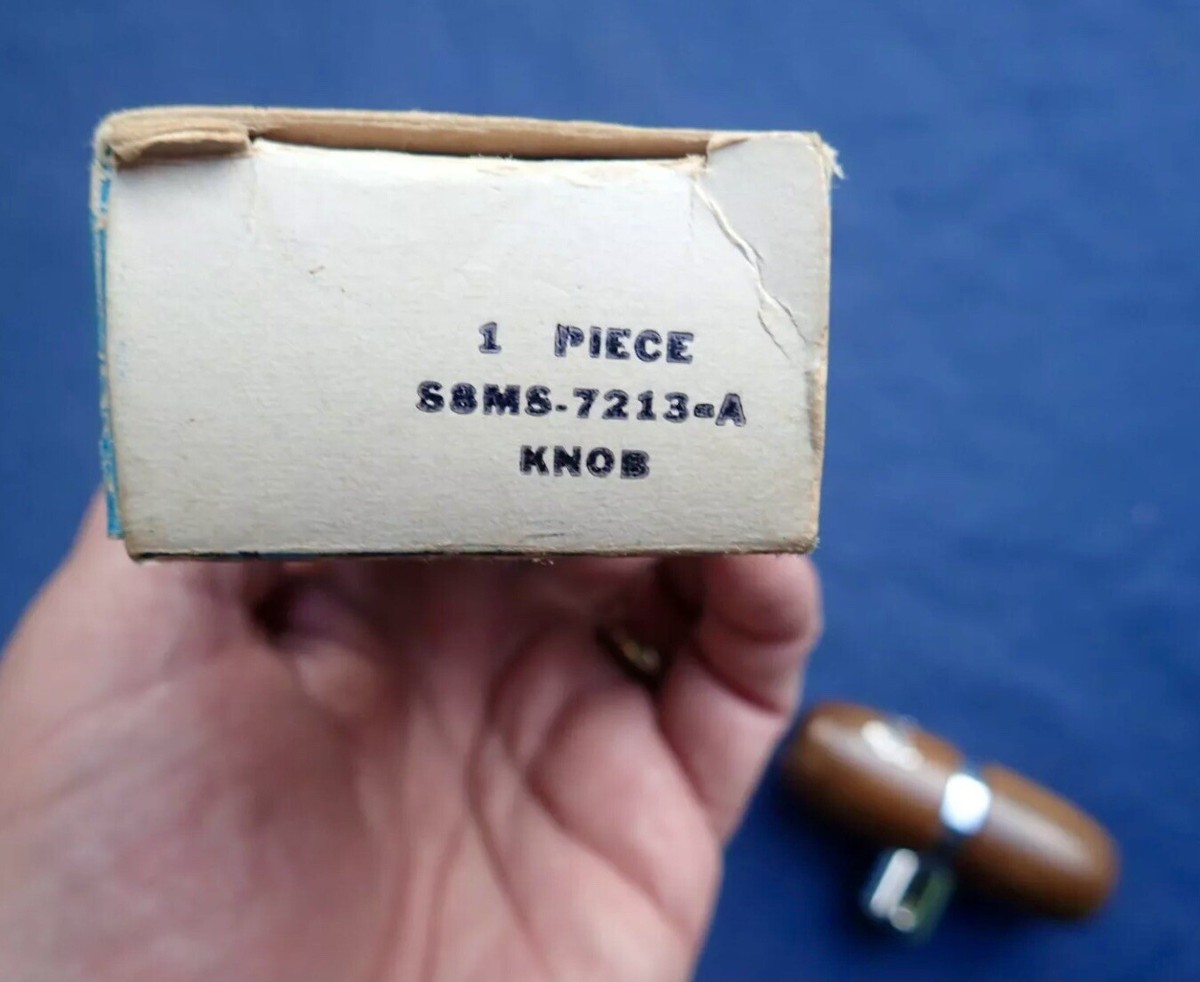 1 PIECE
S8MS-7213-A
KNOB